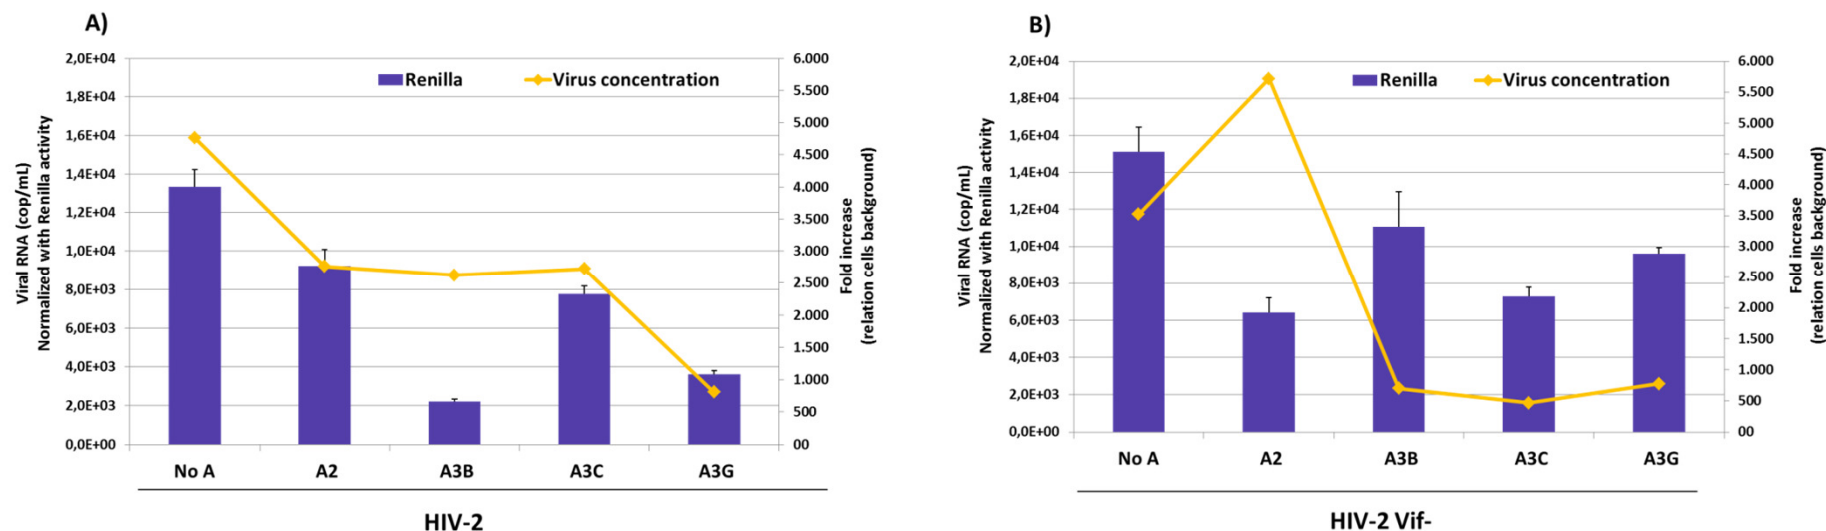 A)
Viral RNA (cop/mL)
Normalized with Renilla activity
2,0E+04
1,8E+04
1,6E+04
1,4E+04
1,2E+04
1,0E+04
8,0E+03
6,0E+03
4,0E+03
2,0E+03
0,0E+00
Renilla
Virus concentration
6.000
5.500
5.000
4.500
4.000
3.500
3.000
2.500
2.000
1.500
1.000
500
00
Fold increase
(relation cells background)
No A
A2
A3B
A3C
A3G
HIV-2
B)
Viral RNA (cop/mL)
Normalized with Renilla activity
2,0E+04
1,8E+04
1,6E+04
1,4E+04
1,2E+04
1,0E+04
8,0E+03
6,0E+03
4,0E+03
2,0E+03
0,0E+00
Renilla
Virus concentration
6.000
5.500
5.000
4.500
4.000
3.500
3.000
2.500
2.000
1.500
1.000
500
00
Fold increase
(relation cells background)
No A
A2
A3B
A3C
A3G
HIV-2 Vif-